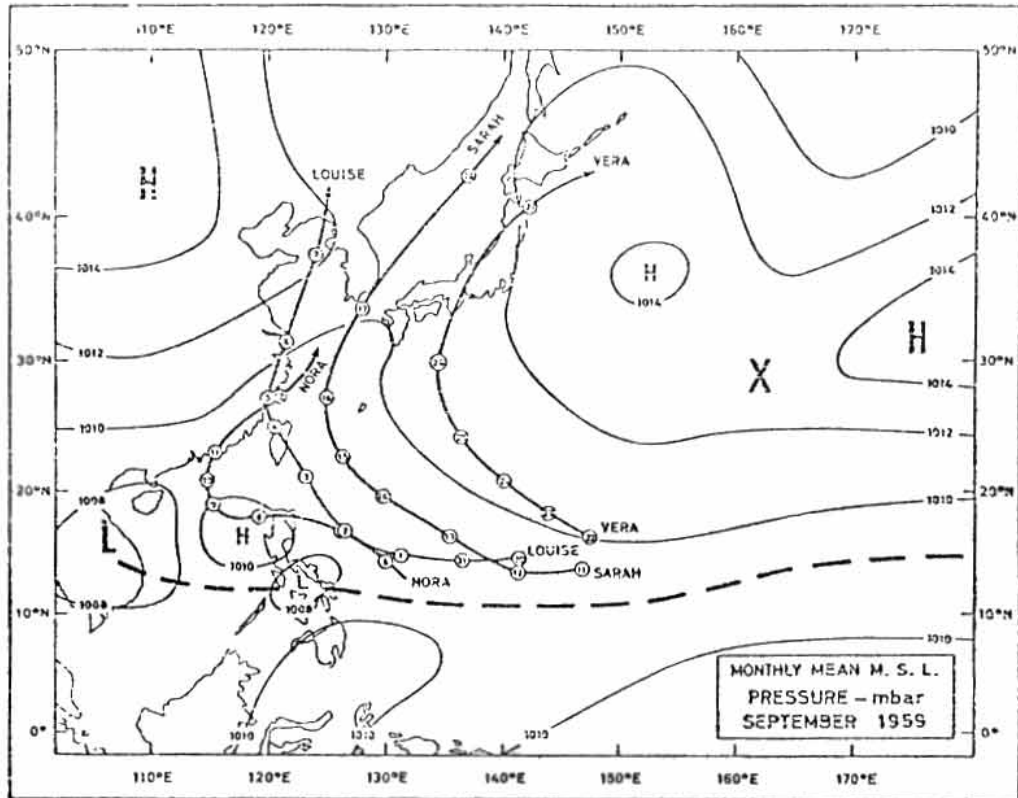 110°E 120°E 130°E 140°E 150°E 160°E 170°E
50°N 50°N
SARAH
1010
H
LOUISE
VERA
40°N 40°N
1012
1014
1014
H
1014
H
1012
30°N 30°N
NORA
X
1014
1010
1012
20°N 20°N
1008
1010
L
H
VERA
LOUISE
1010
SARAH
NORA
1008
1008
L
10°N 10°N
1010
MONTHLY MEAN M. S. L.
PRESSURE – mbar
SEPTEMBER 1959
0° 0°
1010 1010 1010
110°E 120°E 130°E 140°E 150°E 160°E 170°E